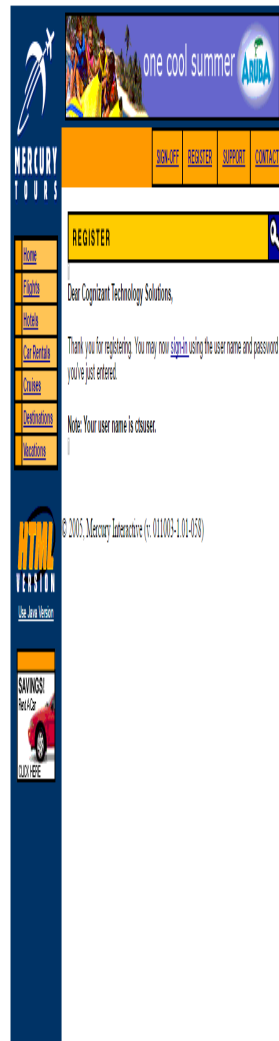 one cool summer
ARUBA
MERCURY
TOURS
SIGN-OFF REGISTER SUPPORT CONTACT
REGISTER
Home
Flights
Hotels
Car Rentals
Cruises
Destinations
Vacations
Dear Cognizant Technology Solutions,
Thank you for registering. You may now sign-in using the user name and password
you've just entered.
Note: Your user name is ctsuser.
© 2005, Mercury Interactive (v. 011003-1.01-058)
HTML
VERSION
Use Java Version
SAVINGS!
Rent A Car
CLICK HERE